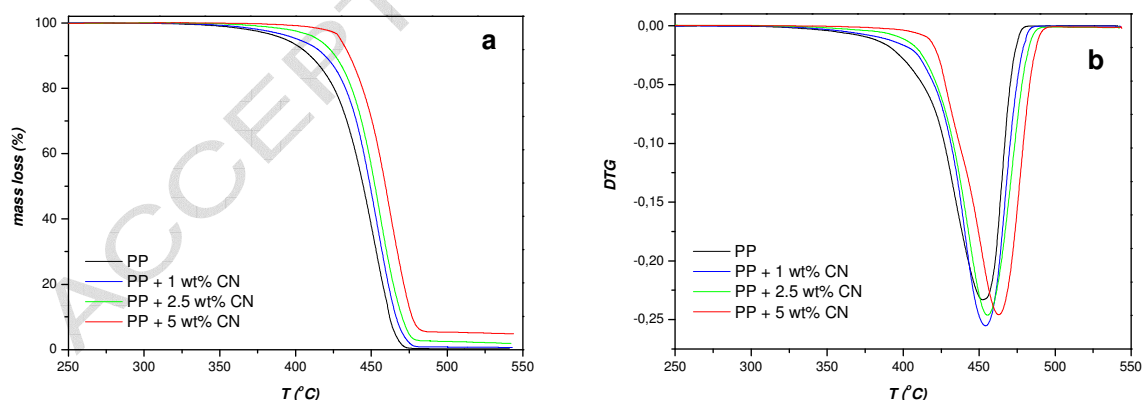 ACCEPT
a
100
80
60
40
20
0
mass loss (%)
PP
PP + 1 wt% CN
PP + 2.5 wt% CN
PP + 5 wt% CN
250 300 350 400 450 500 550
T (°C)
b
0,00
-0,05
-0,10
-0,15
-0,20
-0,25
DTG
PP
PP + 1 wt% CN
PP + 2.5 wt% CN
PP + 5 wt% CN
250 300 350 400 450 500 550
T (°C)